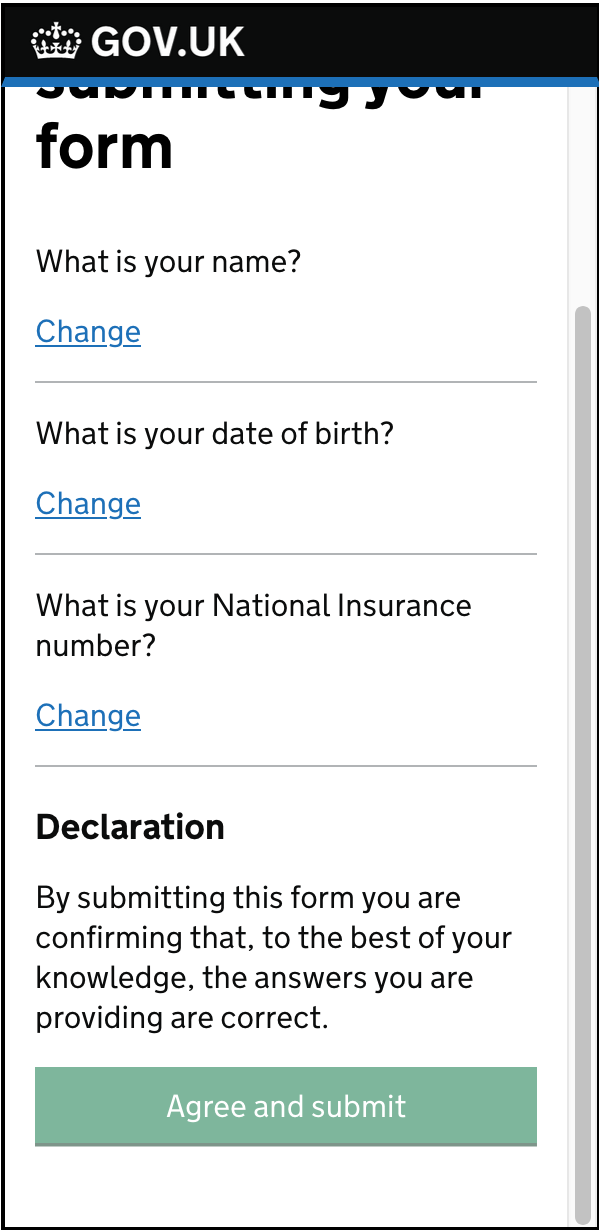 GOV.UK
Submitting your
form
What is your name?
Change
What is your date of birth?
Change
What is your National Insurance
number?
Change
Declaration
By submitting this form you are
confirming that, to the best of your
knowledge, the answers you are
providing are correct.
Agree and submit